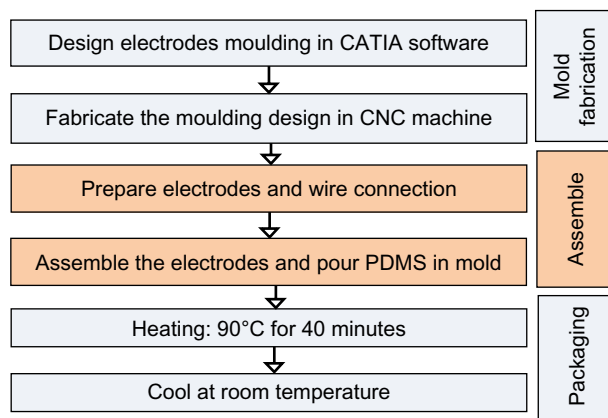 Design electrodes moulding in CATIA software
Fabricate the moulding design in CNC machine
Mold
fabrication
Prepare electrodes and wire connection
Assemble the electrodes and pour PDMS in mold
Assemble
Heating: 90°C for 40 minutes
Cool at room temperature
Packaging